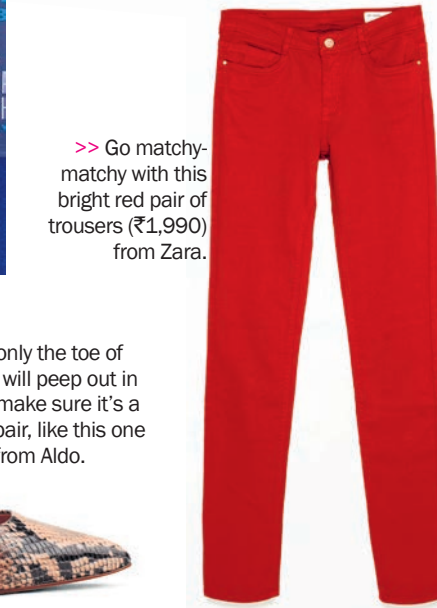 >> Go matchy-
matchy with this
bright red pair of
trousers (₹1,990)
from Zara.
only the toe of
will peep out in
make sure it's a
pair, like this one
from Aldo.